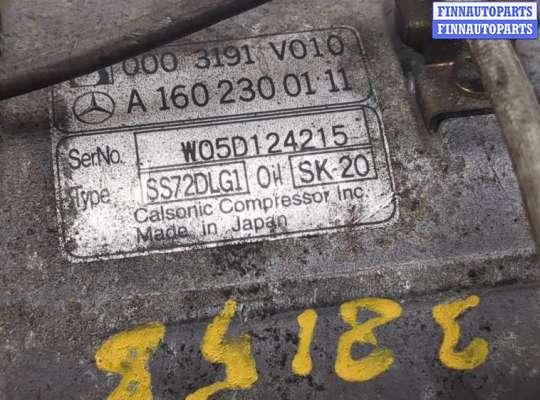 FINNAUTOPARTS
FINNAUTOPARTS
000 3191 V010
A 160 230 01 11
SerNo. W05D124215
Type SS72DLG1 OH SK-20
Calsonic Compressor Inc.
Made in Japan